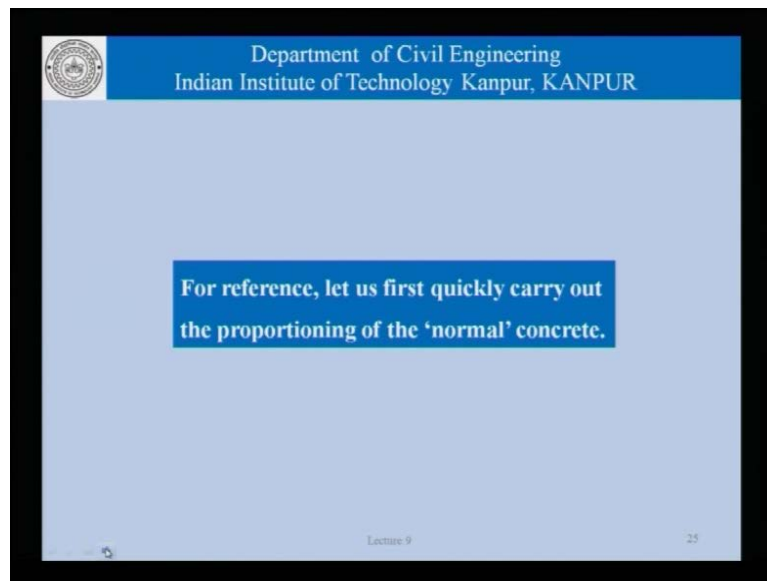 Department of Civil Engineering
Indian Institute of Technology Kanpur, KANPUR
For reference, let us first quickly carry out
the proportioning of the ‘normal’ concrete.
Lecture 9
25